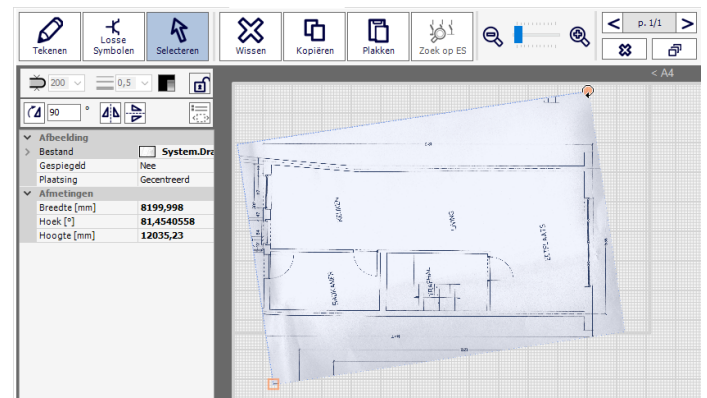 Tekenen
Losse
Symbolen
Selecteren
Wissen
Kopiëren
Plakken
Zoek op ES
< p. 1/1 >
200
0,5
90 °
< A4
Afbeelding
Bestand System.Dra
Gespiegeld Nee
Plaatsing Gecentreerd
Afmetingen
Breedte [mm] 8199,998
Hoek [º] 81,4540558
Hoogte [mm] 12035,23
KEUKEN
LIVING
EETPLAATS
BADKAMER
INKOMHAL